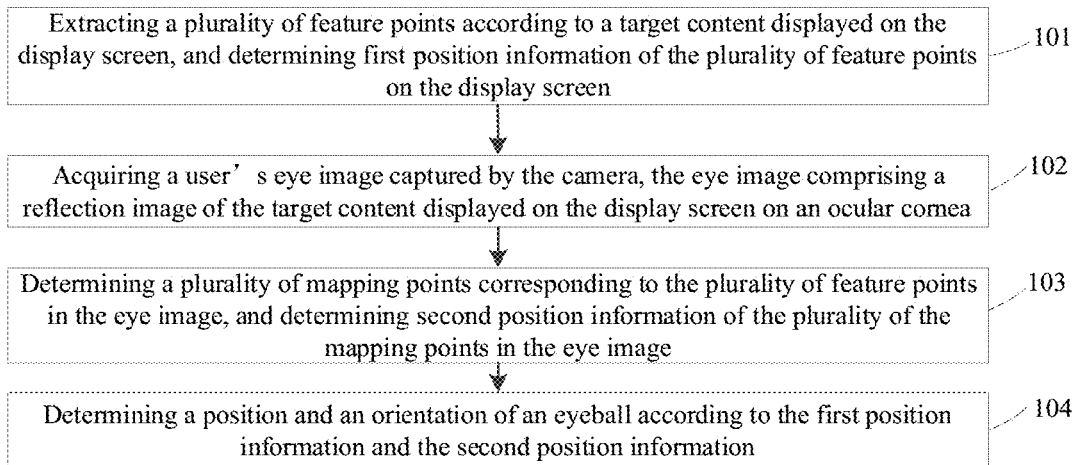 Extracting a plurality of feature points according to a target content displayed on the
display screen, and determining first position information of the plurality of feature points
on the display screen
101
Acquiring a user’s eye image captured by the camera, the eye image comprising a
reflection image of the target content displayed on the display screen on an ocular cornea
102
Determining a plurality of mapping points corresponding to the plurality of feature points
in the eye image, and determining second position information of the plurality of the
mapping points in the eye image
103
Determining a position and an orientation of an eyeball according to the first position
information and the second position information
104